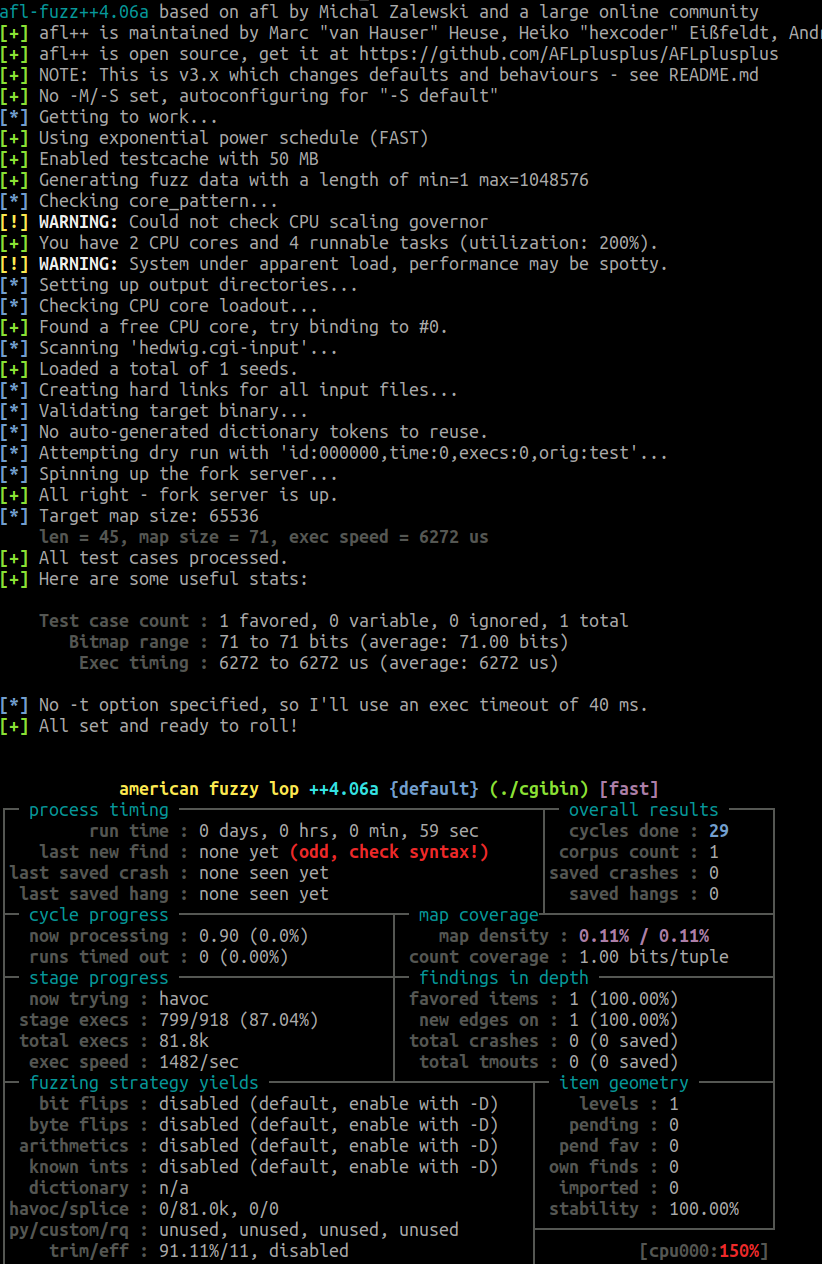 afl-fuzz++4.06a based on afl by Michal Zalewski and a large online community
[+] afl++ is maintained by Marc "van Hauser" Heuse, Heiko "hexcoder" Eißfeldt,
[+] afl++ is open source, get it at https://github.com/AFLplusplus/AFLplusplus
[+] NOTE: This is v3.x which changes defaults and behaviours - see README.md
[+] No -M/-S set, autoconfiguring for "-S default"
[*] Getting to work...
[+] Using exponential power schedule (FAST)
[+] Enabled testcache with 50 MB
[+] Generating fuzz data with a length of min=1 max=1048576
[*] Checking core_pattern...
[!] WARNING: Could not check CPU scaling governor
[+] You have 2 CPU cores and 4 runnable tasks (utilization: 200%).
[!] WARNING: System under apparent load, performance may be spotty.
[*] Setting up output directories...
[*] Checking CPU core loadout...
[+] Found a free CPU core, try binding to #0.
[*] Scanning 'hedwig.cgi-input'...
[+] Loaded a total of 1 seeds.
[*] Creating hard links for all input files...
[*] Validating target binary...
[*] No auto-generated dictionary tokens to reuse.
[*] Attempting dry run with 'id:000000,time:0,execs:0,orig:test'...
[*] Spinning up the fork server...
[+] All right - fork server is up.
[*] Target map size: 65536
len = 45, map size = 71, exec speed = 6272 us
[+] All test cases processed.
[+] Here are some useful stats:
Test case count : 1 favored, 0 variable, 0 ignored, 1 total
Bitmap range : 71 to 71 bits (average: 71.00 bits)
Exec timing : 6272 to 6272 us (average: 6272 us)
[*] No -t option specified, so I'll use an exec timeout of 40 ms.
[+] All set and ready to roll!
american fuzzy lop ++4.06a {default} (./cgibin) [fast]
process timing overall results
run time : 0 days, 0 hrs, 0 min, 59 sec cycles done : 29
last new find : none yet (odd, check syntax!) corpus count : 1
last saved crash : none seen yet saved crashes : 0
last saved hang : none seen yet saved hangs : 0
cycle progress map coverage
now processing : 0.90 (0.0%) map density : 0.11% / 0.11%
runs timed out : 0 (0.00%) count coverage : 1.00 bits/tuple
stage progress findings in depth
now trying : havoc favored items : 1 (100.00%)
stage execs : 799/918 (87.04%) new edges on : 1 (100.00%)
total execs : 81.8k total crashes : 0 (0 saved)
exec speed : 1482/sec total tmouts : 0 (0 saved)
fuzzing strategy yields item geometry
bit flips : disabled (default, enable with -D) levels : 1
byte flips : disabled (default, enable with -D) pending : 0
arithmetics : disabled (default, enable with -D) pend fav : 0
known ints : disabled (default, enable with -D) own finds : 0
dictionary : n/a imported : 0
havoc/splice : 0/81.0k, 0/0 stability : 100.00%
py/custom/rq : unused, unused, unused, unused
trim/eff : 91.11%/11, disabled [cpu000:150%]